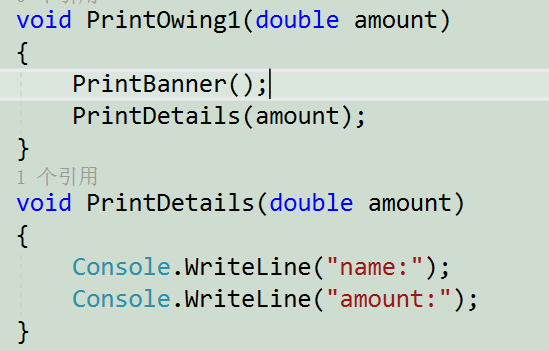 void PrintOwing1(double amount)
{
PrintBanner();
PrintDetails(amount);
}
1 个引用
void PrintDetails(double amount)
{
Console.WriteLine("name:");
Console.WriteLine("amount:");
}